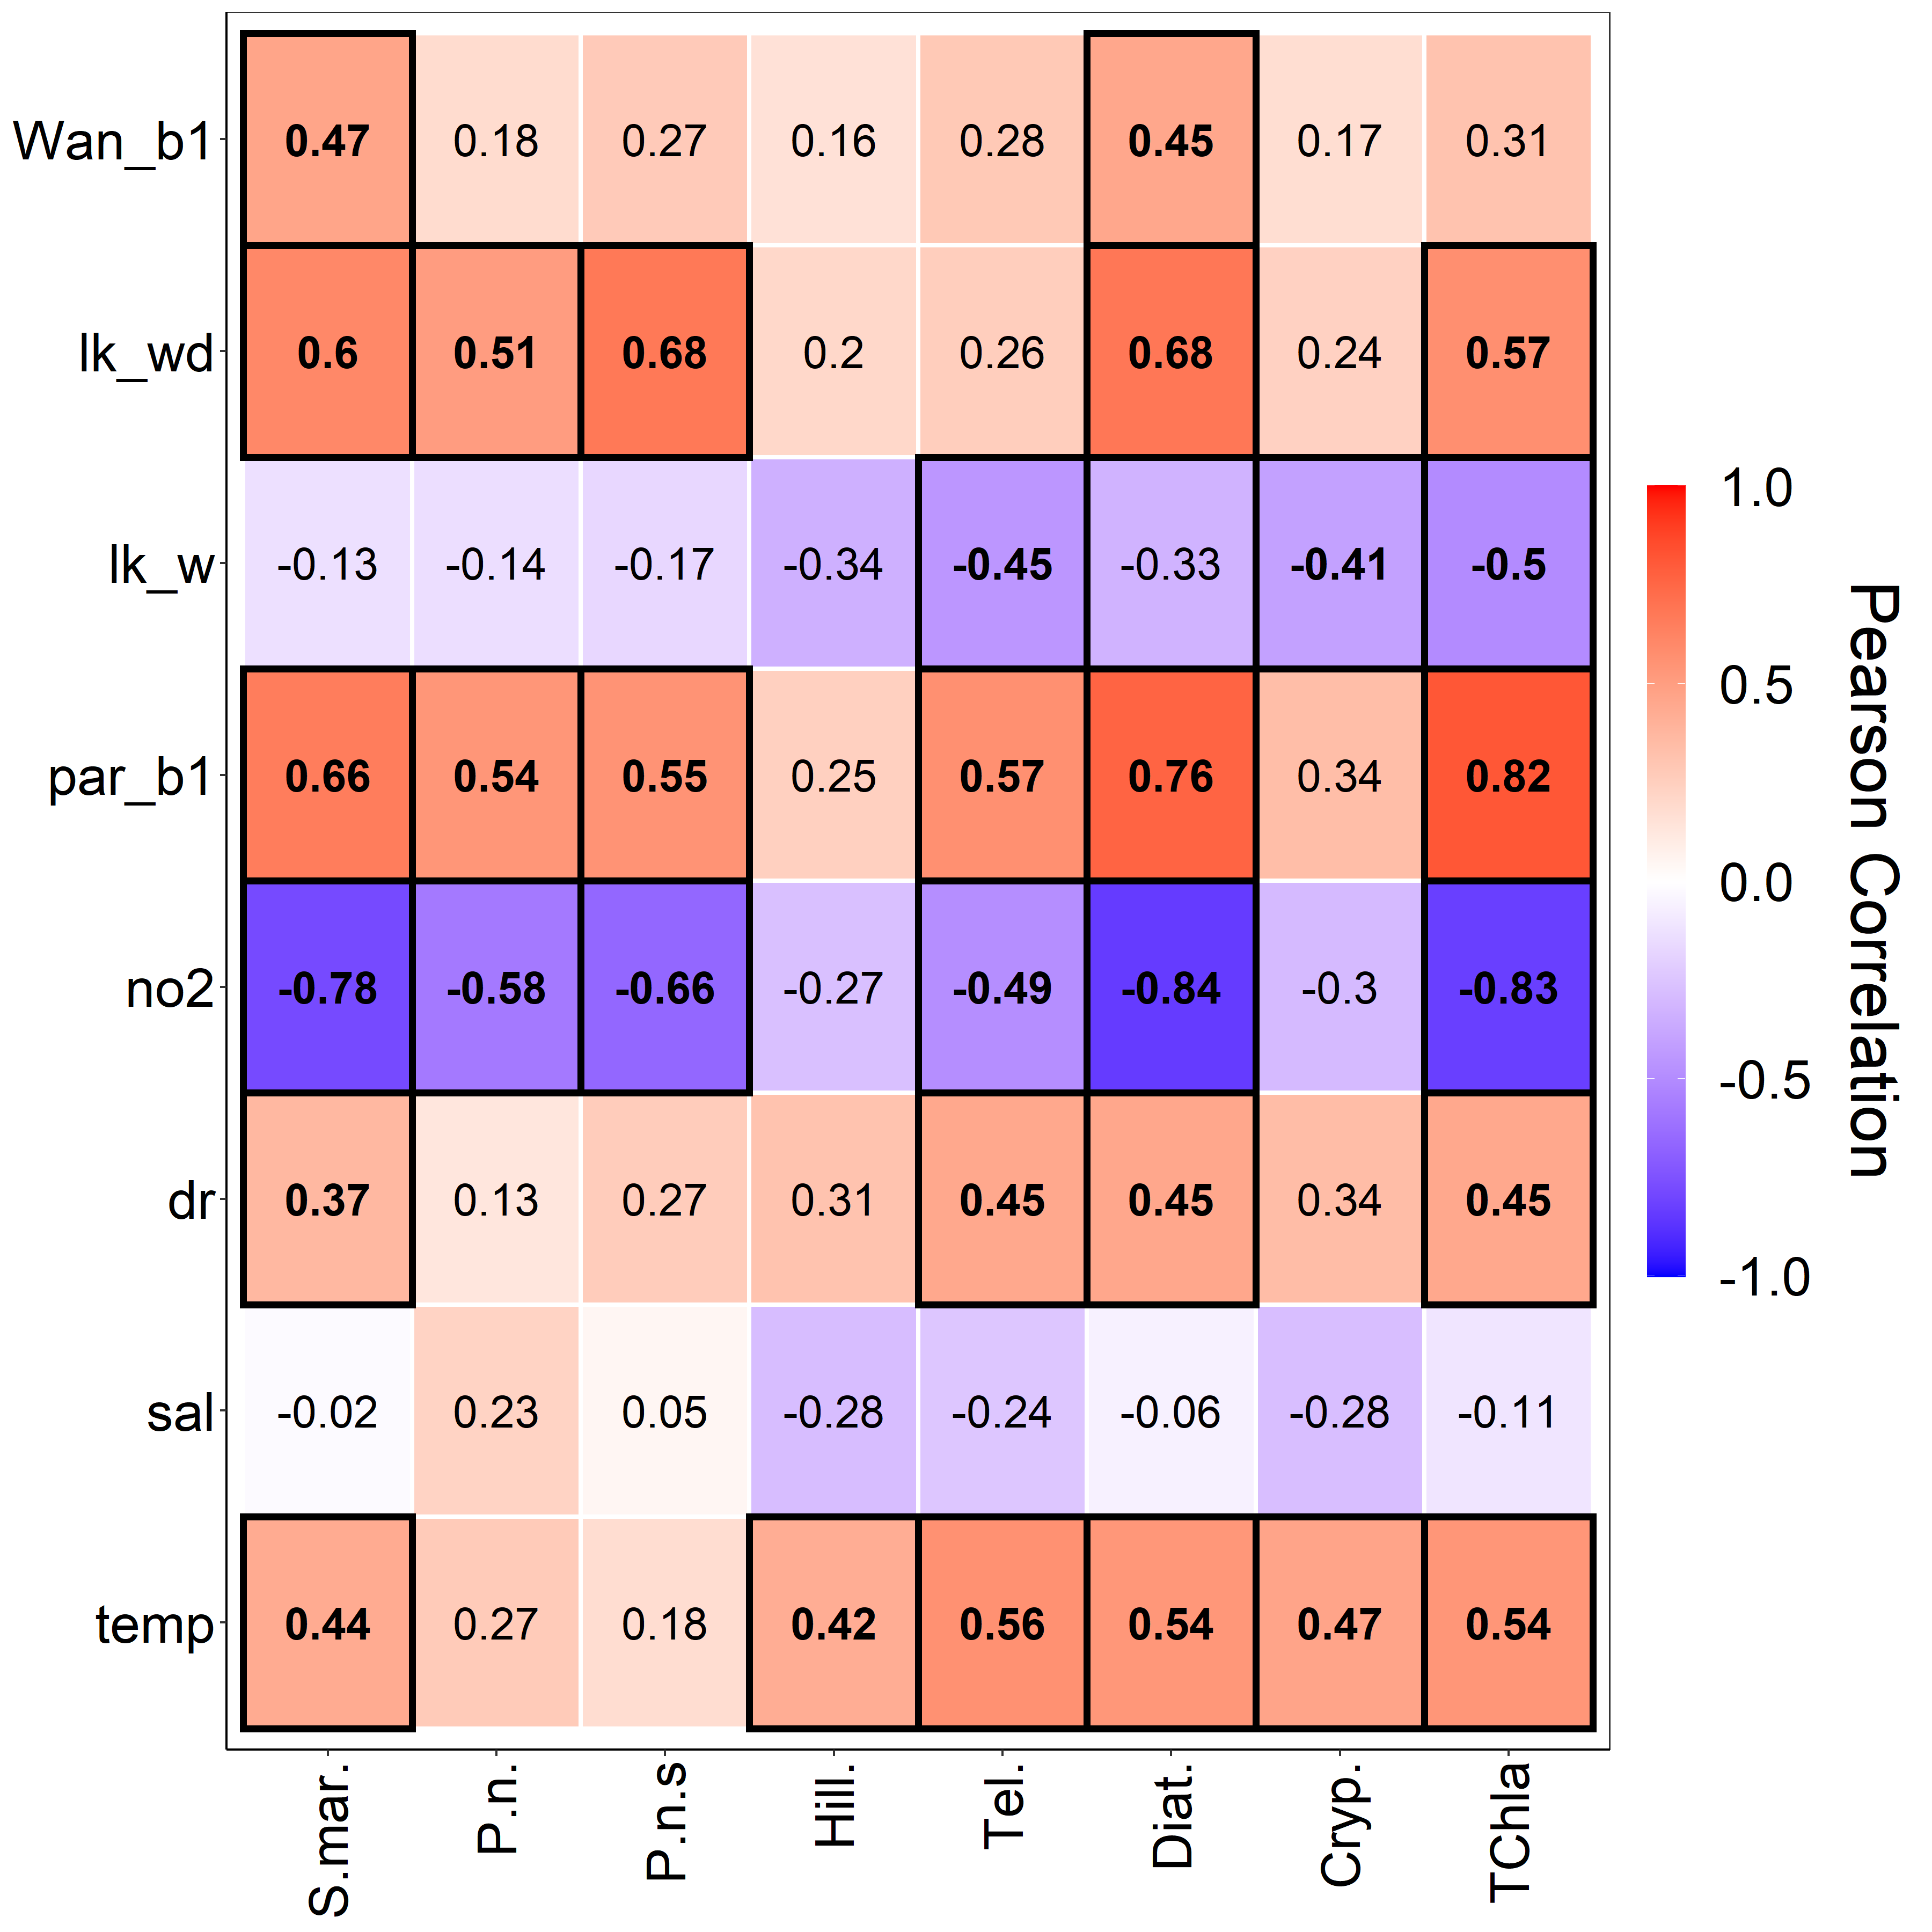 Wan_b1 0.47 0.18 0.27 0.16 0.28 0.45 0.17 0.31
lk_wd 0.6 0.51 0.68 0.2 0.26 0.68 0.24 0.57
lk_w -0.13 -0.14 -0.17 -0.34 -0.45 -0.33 -0.41 -0.5
par_b1 0.66 0.54 0.55 0.25 0.57 0.76 0.34 0.82
no2 -0.78 -0.58 -0.66 -0.27 -0.49 -0.84 -0.3 -0.83
dr 0.37 0.13 0.27 0.31 0.45 0.45 0.34 0.45
sal -0.02 0.23 0.05 -0.28 -0.24 -0.06 -0.28 -0.11
temp 0.44 0.27 0.18 0.42 0.56 0.54 0.47 0.54
S.mar. P.n. P.n.s Hill. Tel. Diat. Cryp. TChla
1.0
0.5
0.0
-0.5
-1.0
Pearson Correlation